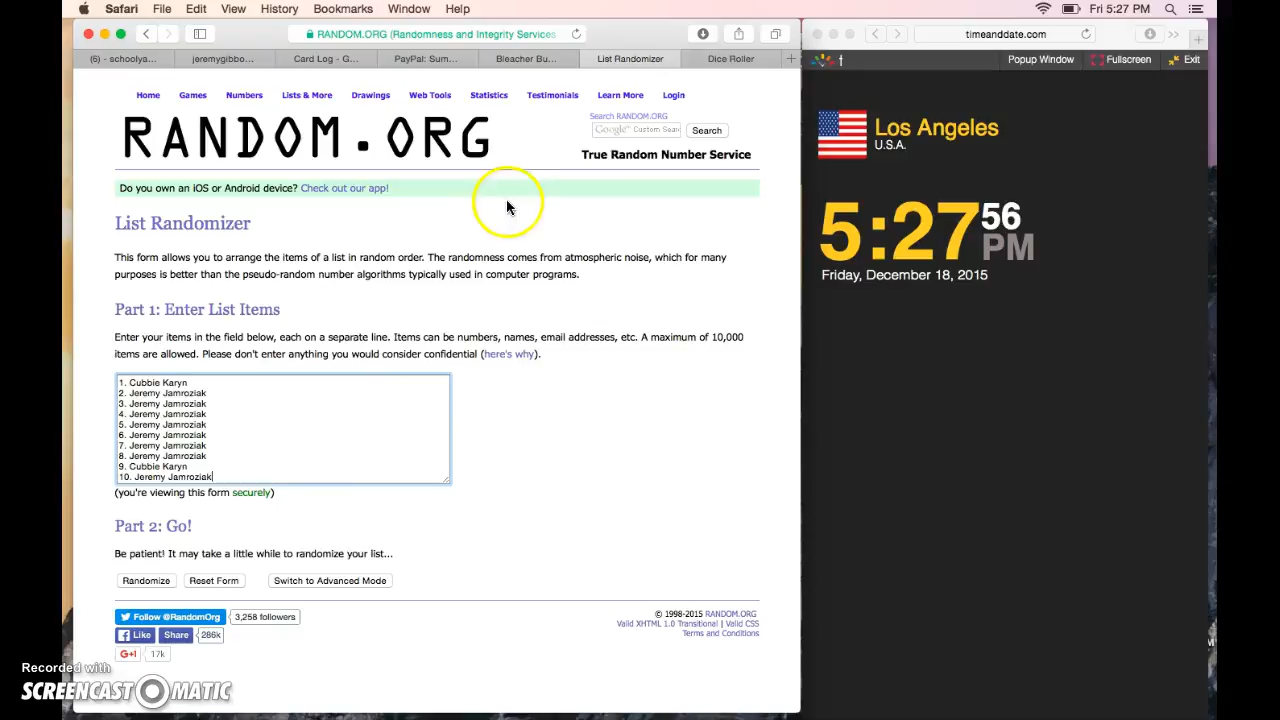 Safari File Edit View History Bookmarks Window Help
Fri 5:27 PM
RANDOM.ORG (Randomness and Integrity Services
(6) - schoolya... jeremygibbo... Card Log - G... PayPal: Sum... Bleacher Bu... List Randomizer Dice Roller
Home Games Numbers Lists & More Drawings Web Tools Statistics Testimonials Learn More Login
Search RANDOM.ORG
Google Custom Sear Search
RANDOM.ORG
True Random Number Service
Do you own an iOS or Android device? Check out our app!
List Randomizer
This form allows you to arrange the items of a list in random order. The randomness comes from atmospheric noise, which for many
purposes is better than the pseudo-random number algorithms typically used in computer programs.
Part 1: Enter List Items
Enter your items in the field below, each on a separate line. Items can be numbers, names, email addresses, etc. A maximum of 10,000
items are allowed. Please don't enter anything you would consider confidential (here's why).
1. Cubbie Karyn
2. Jeremy Jamroziak
3. Jeremy Jamroziak
4. Jeremy Jamroziak
5. Jeremy Jamroziak
6. Jeremy Jamroziak
7. Jeremy Jamroziak
8. Jeremy Jamroziak
9. Cubbie Karyn
10. Jeremy Jamroziak
(you're viewing this form securely)
Part 2: Go!
Be patient! It may take a little while to randomize your list...
Randomize Reset Form Switch to Advanced Mode
Follow @RandomOrg 3,258 followers
Like Share 286k
G+1 17k
© 1998-2015 RANDOM.ORG
Valid XHTML 1.0 Transitional | Valid CSS
Terms and Conditions
timeanddate.com
Popup Window Fullscreen Exit
Los Angeles
U.S.A.
5:27 56 PM
Friday, December 18, 2015
Recorded with
SCREENCAST MATIC